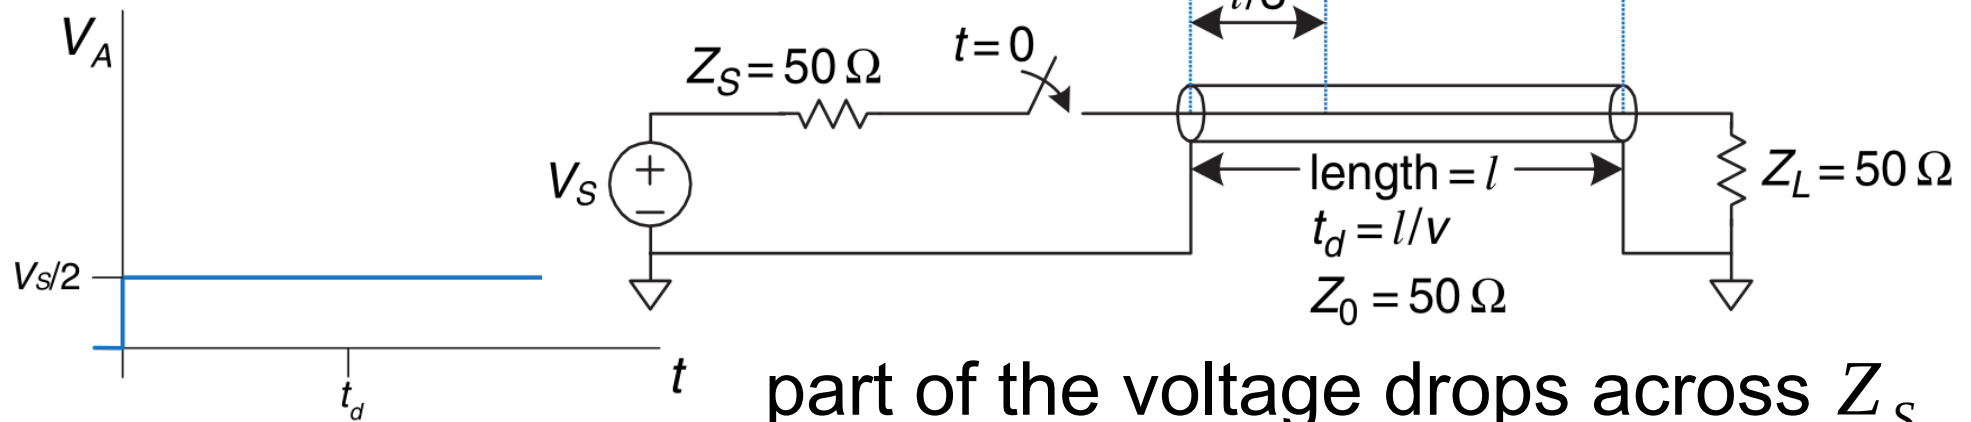 V_A
Z_S = 50 Ω
t = 0
V_S
V_S/2
length = l
t_d = l/v
Z_0 = 50 Ω
Z_L = 50 Ω
t_d
t
part of the voltage drops across Z_S